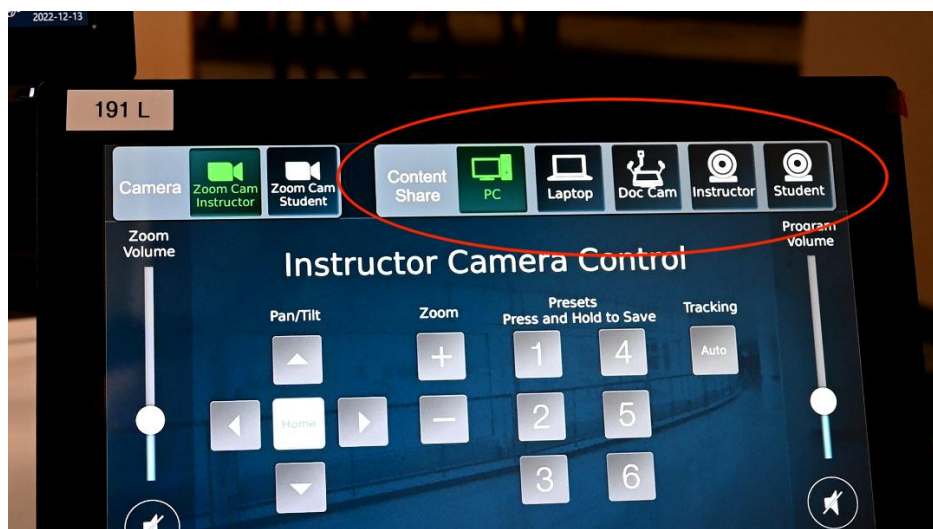 2022-12-13
191 L
Camera
Zoom Cam
Instructor
Zoom Cam
Student
Content
Share
PC
Laptop
Doc Cam
Instructor
Student
Zoom
Volume
Program
Volume
Instructor Camera Control
Pan/Tilt
Zoom
Presets
Press and Hold to Save
Tracking
+
1
4
Auto
Home
−
2
5
3
6